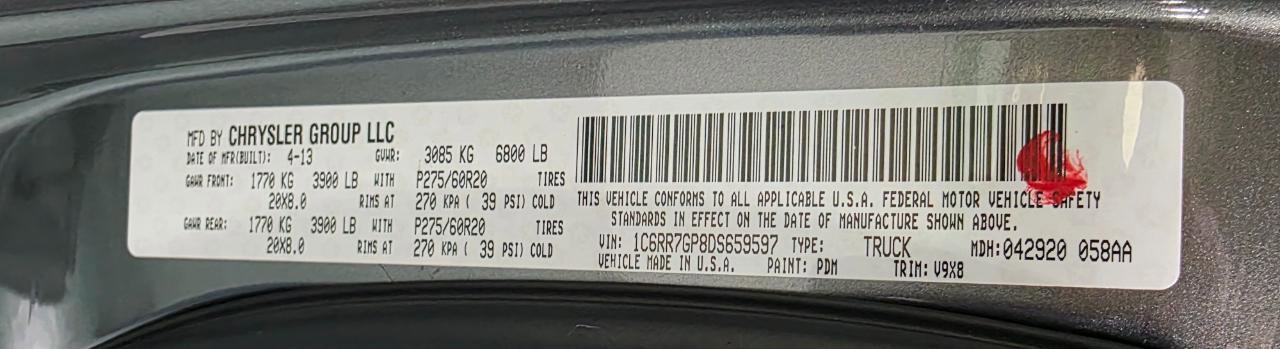 MFD BY CHRYSLER GROUP LLC
DATE OF MFR(BUILT): 4-13 GVWR: 3085 KG 6800 LB
GAWR FRONT: 1770 KG 3900 LB WITH P275/60R20 TIRES
20X8.0 RIMS AT 270 KPA ( 39 PSI) COLD
GAWR REAR: 1770 KG 3900 LB WITH P275/60R20 TIRES
20X8.0 RIMS AT 270 KPA ( 39 PSI) COLD
THIS VEHICLE CONFORMS TO ALL APPLICABLE U.S.A. FEDERAL MOTOR VEHICLE SAFETY
STANDARDS IN EFFECT ON THE DATE OF MANUFACTURE SHOWN ABOVE.
VIN: 1C6RR7GP8DS659597 TYPE: TRUCK MDH:042920 058AA
VEHICLE MADE IN U.S.A. PAINT: PDM TRIM: V9X8